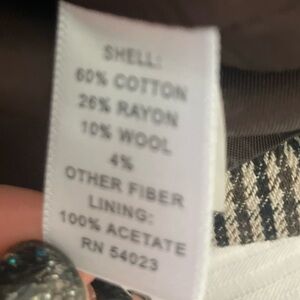 SHELL:
60% COTTON
26% RAYON
10% WOOL
4%
OTHER FIBER
LINING:
100% ACETATE
RN 54023